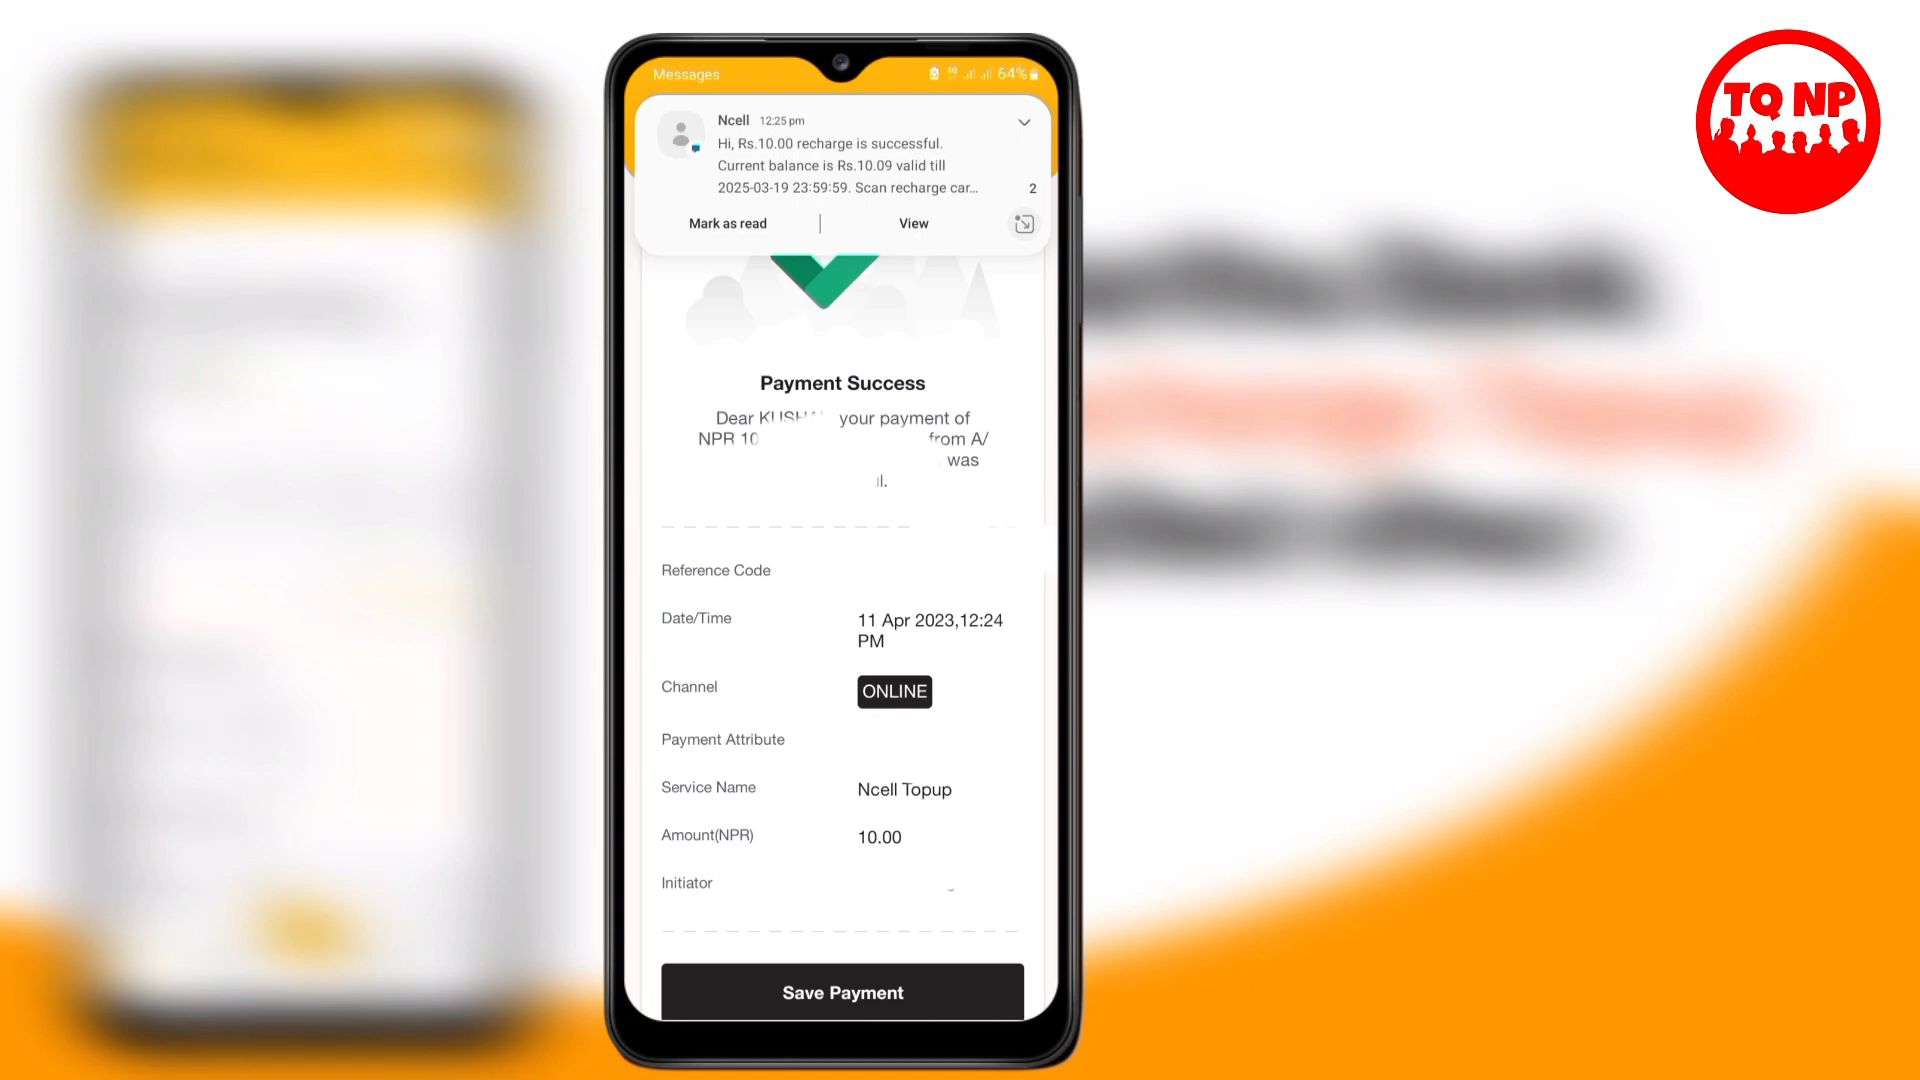 Messages
64%
Ncell 12:25 pm
Hi, Rs.10.00 recharge is successful.
Current balance is Rs.10.09 valid till
2025-03-19 23:59:59. Scan recharge car...
2
Mark as read
View
Payment Success
Dear your payment of
NPR 10 from A/
was
Reference Code
Date/Time
11 Apr 2023,12:24
PM
Channel
ONLINE
Payment Attribute
Service Name
Ncell Topup
Amount(NPR)
10.00
Initiator
Save Payment
TQ NP